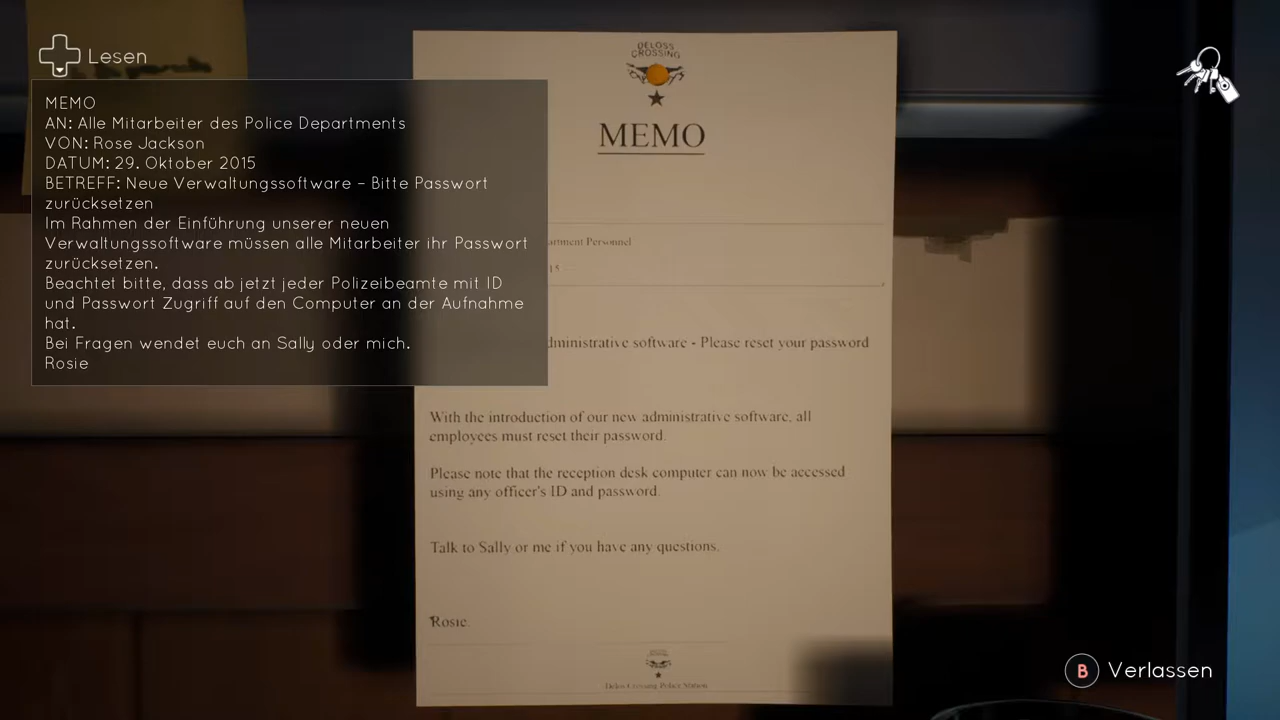 Lesen
MEMO
AN: Alle Mitarbeiter des Police Departments
VON: Rose Jackson
DATUM: 29. Oktober 2015
BETREFF: Neue Verwaltungssoftware – Bitte Passwort
zurücksetzen
Im Rahmen der Einführung unserer neuen
Verwaltungssoftware müssen alle Mitarbeiter ihr Passwort
zurücksetzen.
Beachtet bitte, dass ab jetzt jeder Polizeibeamte mit ID
und Passwort Zugriff auf den Computer an der Aufnahme
hat.
Bei Fragen wendet euch an Sally oder mich.
Rosie
DELOSS
CROSSING
MEMO
Personnel
software - Please reset your password
With the introduction of our new administrative software, all
employees must reset their password.
Please note that the reception desk computer can now be accessed
using any officer's ID and password.
Talk to Sally or me if you have any questions.
Rosie.
Delos Crossing Police Station
B Verlassen